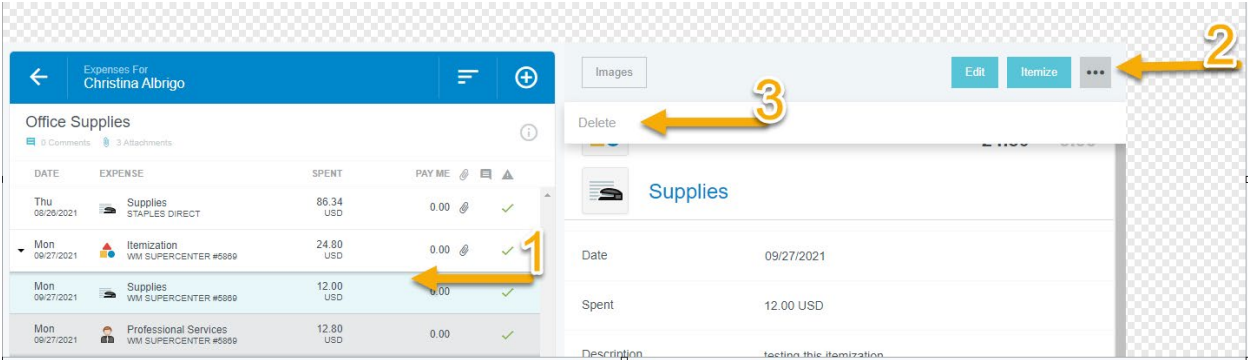 Expenses For
Christina Albrigo
Office Supplies
0 Comments 3 Attachments
DATE EXPENSE SPENT PAY ME
Thu Supplies 86.34 0.00
08/26/2021 STAPLES DIRECT USD
Mon Itemization 24.80 0.00
09/27/2021 WM SUPERCENTER #5869 USD
Mon Supplies 12.00 0.00
09/27/2021 WM SUPERCENTER #5869 USD
Mon Professional Services 12.80 0.00
09/27/2021 WM SUPERCENTER #5869 USD
1
Images Edit Itemize
2
Delete
3
Supplies
Date 09/27/2021
Spent 12.00 USD
Description testing this itemization